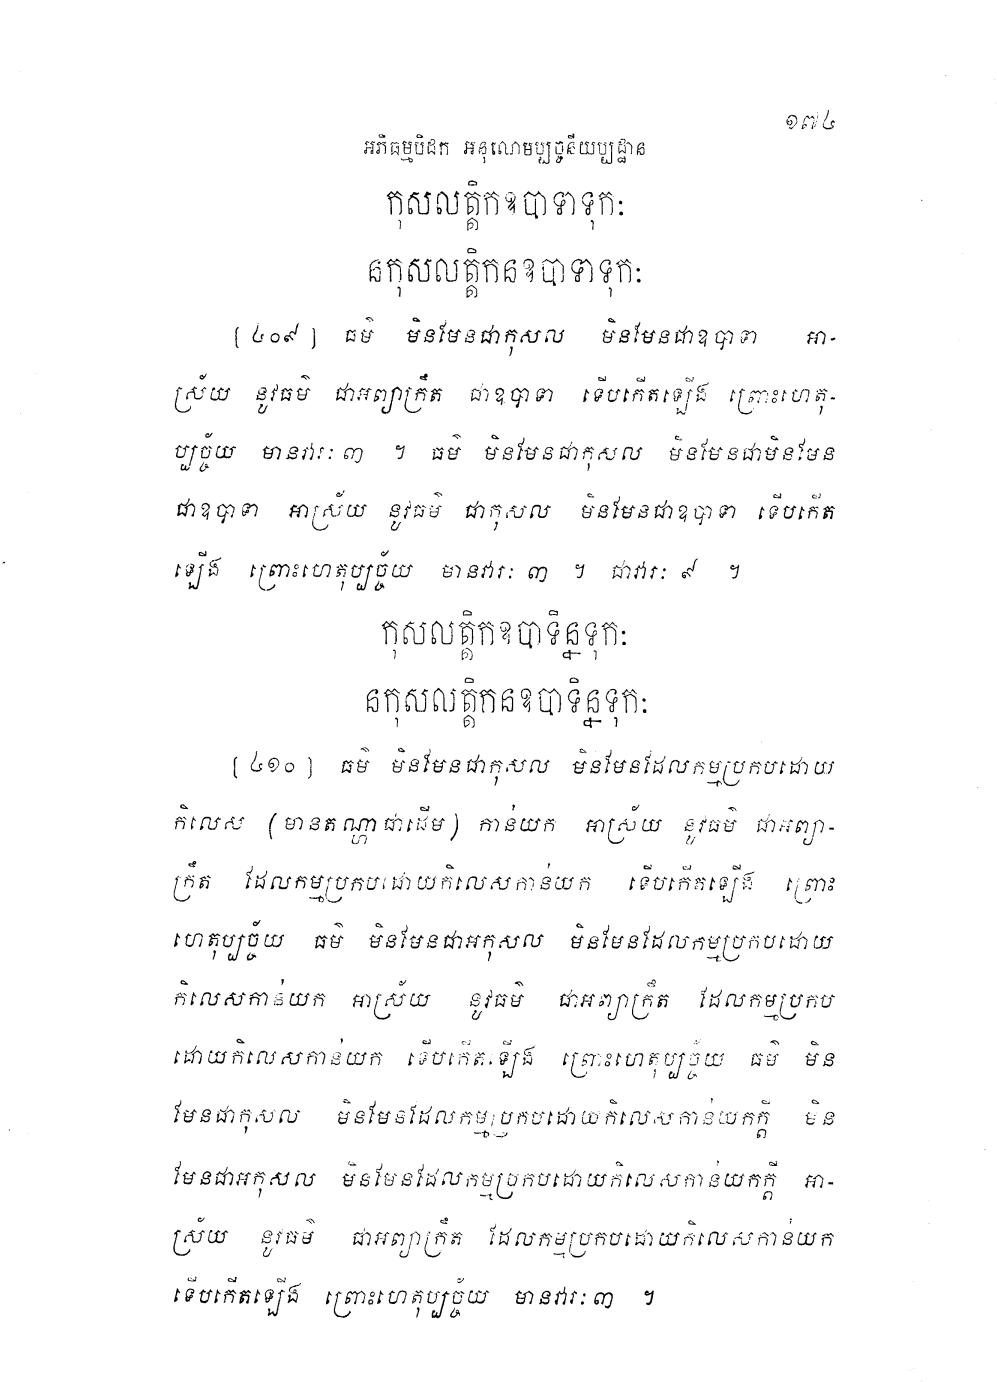 ១៧៤
អភិធម្មបិដក អនុលោមប្បច្ចនីយប្បដ្ឋាន
កុសលត្តិកឧបាទាទុកៈ
នកុសលត្តិកនឧបាទាទុកៈ
[ ៤០៩ ] ធម៌ មិនមែនជាកុសល មិនមែនជាឧបាទា អា-
ស្រ័យ នូវធម៌ ជាអព្យាក្រឹត ជាឧបាទា ទើបកើតឡើង ព្រោះហេតុ-
ប្បច្ច័យ មានវារៈ ៣ ។ ធម៌ មិនមែនជាកុសល មិនមែនជាមិនមែន
ជាឧបាទា អាស្រ័យ នូវធម៌ ជាកុសល មិនមែនជាឧបាទា ទើបកើត
ឡើង ព្រោះហេតុប្បច្ច័យ មានវារៈ ៣ ។ ជាវារៈ ៩ ។
កុសលត្តិកឧបាទិន្នទុកៈ
នកុសលត្តិកនឧបាទិន្នទុកៈ
[ ៤១០ ] ធម៌ មិនមែនជាកុសល មិនមែនដែលកម្មប្រកបដោយ
កិលេស (មានតណ្ហាជាដើម) កាន់យក អាស្រ័យ នូវធម៌ ជាអព្យា-
ក្រឹត ដែលកម្មប្រកបដោយកិលេសកាន់យក ទើបកើតឡើង ព្រោះ
ហេតុប្បច្ច័យ ធម៌ មិនមែនជាអកុសល មិនមែនដែលកម្មប្រកបដោយ
កិលេសកាន់យក អាស្រ័យ នូវធម៌ ជាអព្យាក្រឹត ដែលកម្មប្រកប
ដោយកិលេសកាន់យក ទើបកើតឡើង ព្រោះហេតុប្បច្ច័យ ធម៌ មិន
មែនជាកុសល មិនមែនដែលកម្មប្រកបដោយកិលេសកាន់យកក្តី មិន
មែនជាអកុសល មិនមែនដែលកម្មប្រកបដោយកិលេសកាន់យកក្តី អា-
ស្រ័យ នូវធម៌ ជាអព្យាក្រឹត ដែលកម្មប្រកបដោយកិលេសកាន់យក
ទើបកើតឡើង ព្រោះហេតុប្បច្ច័យ មានវារៈ ៣ ។